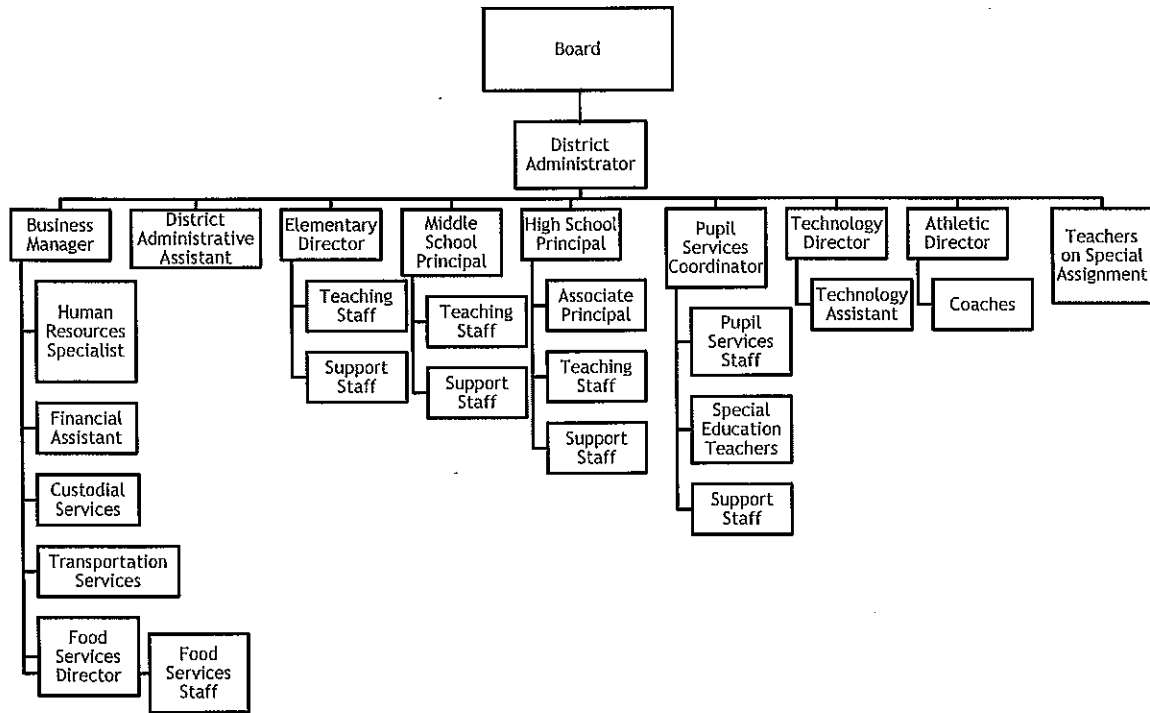 Board
District
Administrator
Business
Manager
District
Administrative
Assistant
Elementary
Director
Middle
School
Principal
High School
Principal
Pupil
Services
Coordinator
Technology
Director
Athletic
Director
Teachers
on Special
Assignment
Human
Resources
Specialist
Financial
Assistant
Custodial
Services
Transportation
Services
Food
Services
Director
Food
Services
Staff
Teaching
Staff
Support
Staff
Teaching
Staff
Support
Staff
Associate
Principal
Teaching
Staff
Support
Staff
Pupil
Services
Staff
Special
Education
Teachers
Support
Staff
Technology
Assistant
Coaches